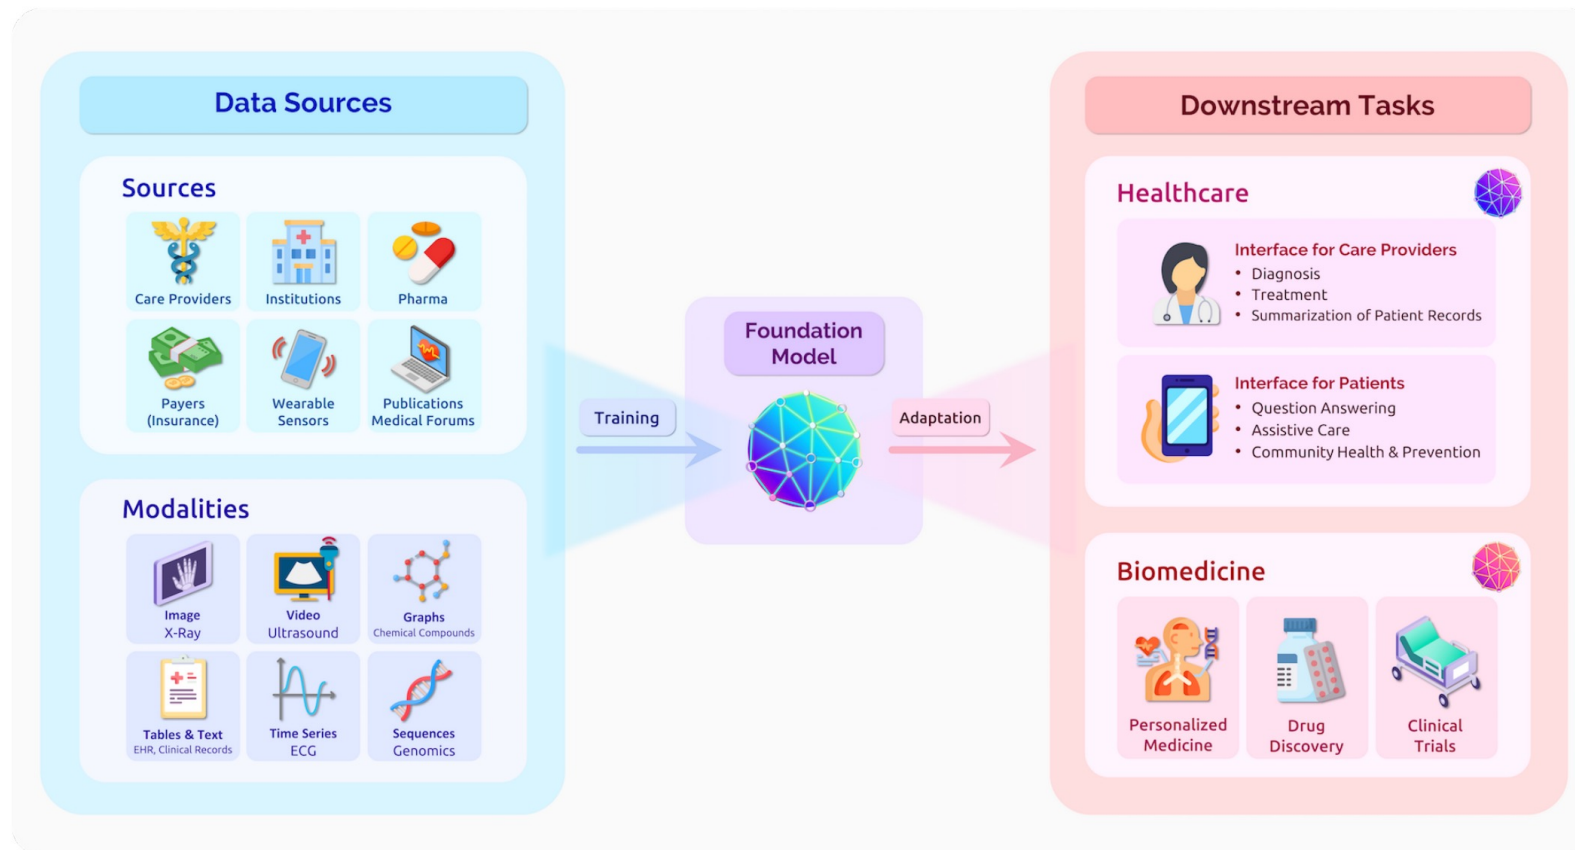 Data Sources
Sources
Care Providers
Institutions
Pharma
Payers
(Insurance)
Wearable
Sensors
Publications
Medical Forums
Modalities
Image
X-Ray
Video
Ultrasound
Graphs
Chemical Compounds
Tables & Text
EHR, Clinical Records
Time Series
ECG
Sequences
Genomics
Training
Foundation
Model
Adaptation
Downstream Tasks
Healthcare
Interface for Care Providers
• Diagnosis
• Treatment
• Summarization of Patient Records
Interface for Patients
• Question Answering
• Assistive Care
• Community Health & Prevention
Biomedicine
Personalized
Medicine
Drug
Discovery
Clinical
Trials